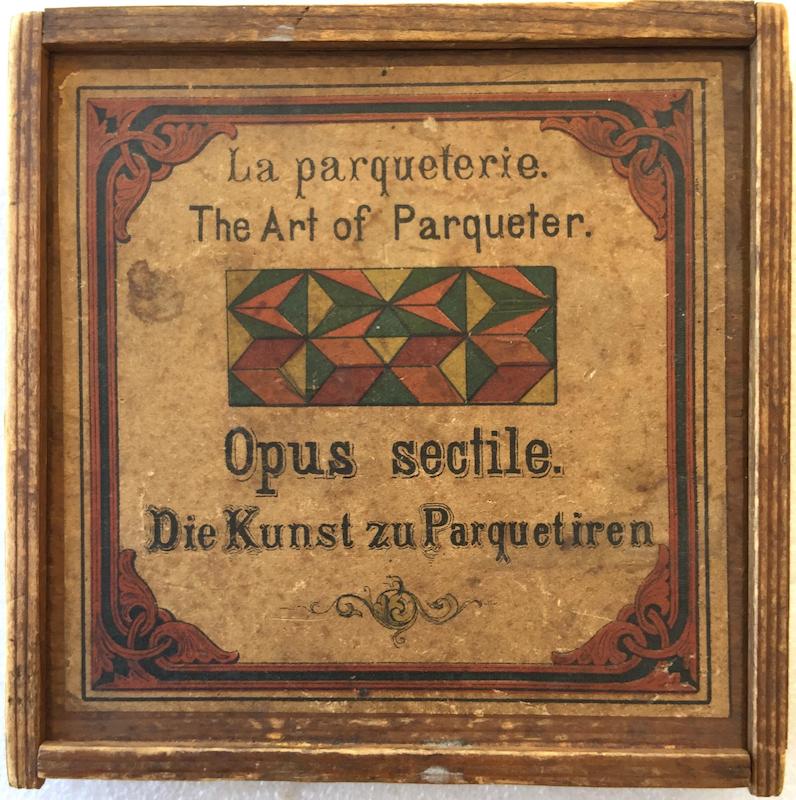 La parqueterie.
The Art of Parqueter.
Opus sectile.
Die Kunst zu Parquetiren